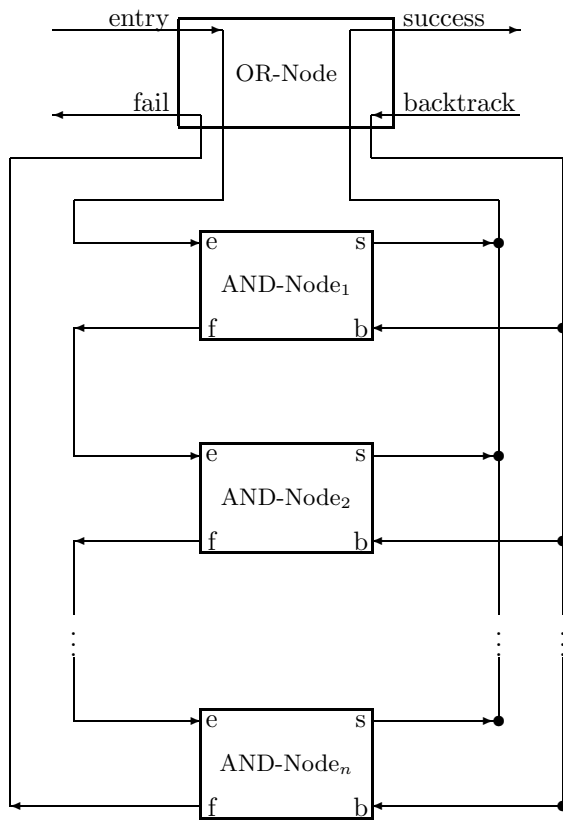 entry success
OR-Node
fail backtrack
e s
AND-Node₁
f b
e s
AND-Node₂
f b
⋮ ⋮ ⋮
e s
AND-Nodeₙ
f b